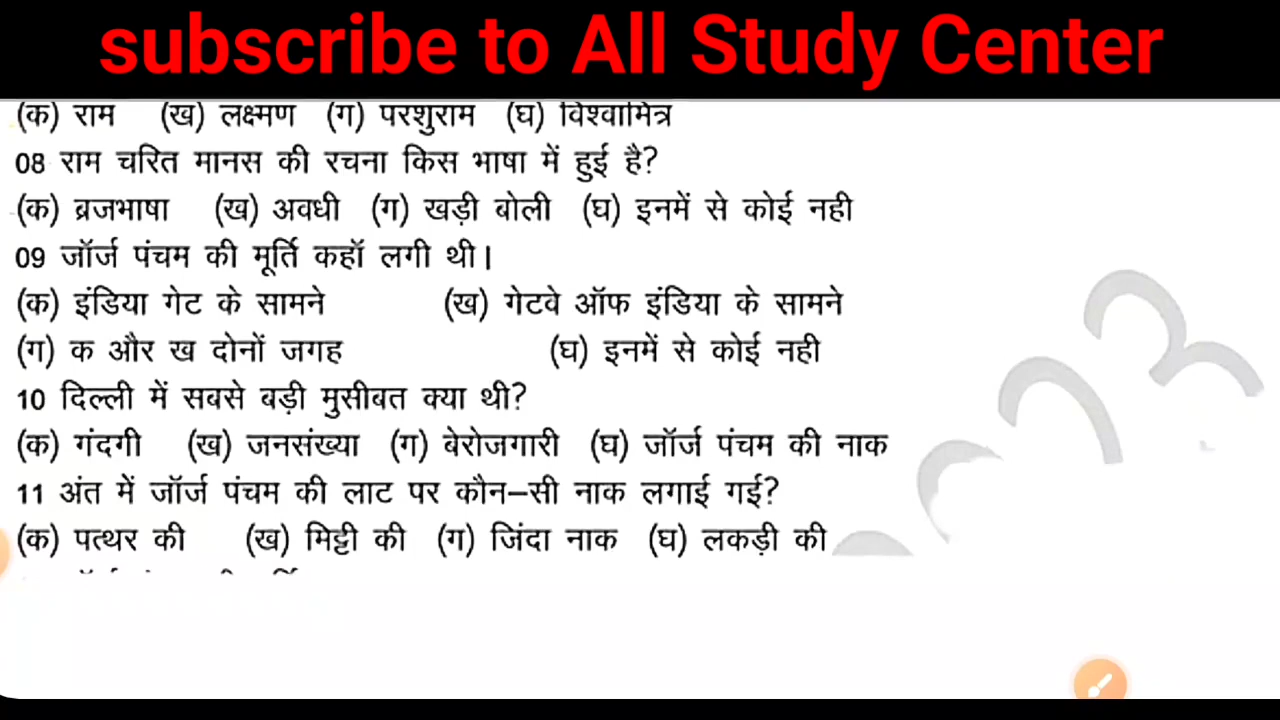 subscribe to All Study Center
(क) राम (ख) लक्ष्मण (ग) परशुराम (घ) विश्वामित्र
08 राम चरित मानस की रचना किस भाषा में हुई है?
(क) व्रजभाषा (ख) अवधी (ग) खड़ी बोली (घ) इनमें से कोई नही
09 जॉर्ज पंचम की मूर्ति कहॉ लगी थी।
(क) इंडिया गेट के सामने (ख) गेटवे ऑफ इंडिया के सामने
(ग) क और ख दोनों जगह (घ) इनमें से कोई नही
10 दिल्ली में सबसे बड़ी मुसीबत क्या थी?
(क) गंदगी (ख) जनसंख्या (ग) बेरोजगारी (घ) जॉर्ज पंचम की नाक
11 अंत में जॉर्ज पंचम की लाट पर कौन–सी नाक लगाई गई?
(क) पत्थर की (ख) मिट्टी की (ग) जिंदा नाक (घ) लकड़ी की